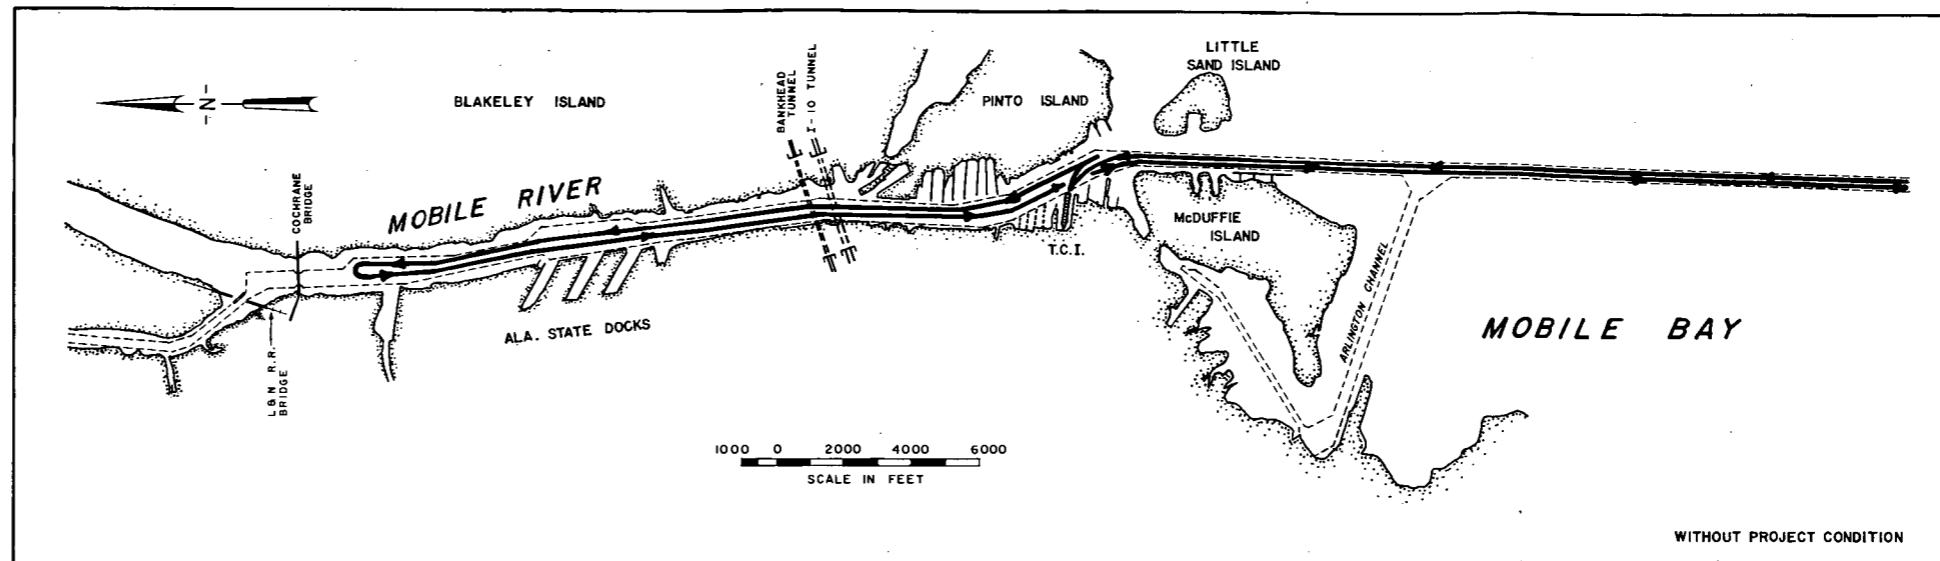 LITTLE
SAND ISLAND
-N-
BLAKELEY ISLAND
BANKHEAD
TUNNEL
I-10 TUNNEL
PINTO ISLAND
COCHRANE
BRIDGE
MOBILE RIVER
McDUFFIE
ISLAND
T.C.I.
ARLINGTON CHANNEL
MOBILE BAY
ALA. STATE DOCKS
L & N R.R.
BRIDGE
1000 0 2000 4000 6000
SCALE IN FEET
WITHOUT PROJECT CONDITION